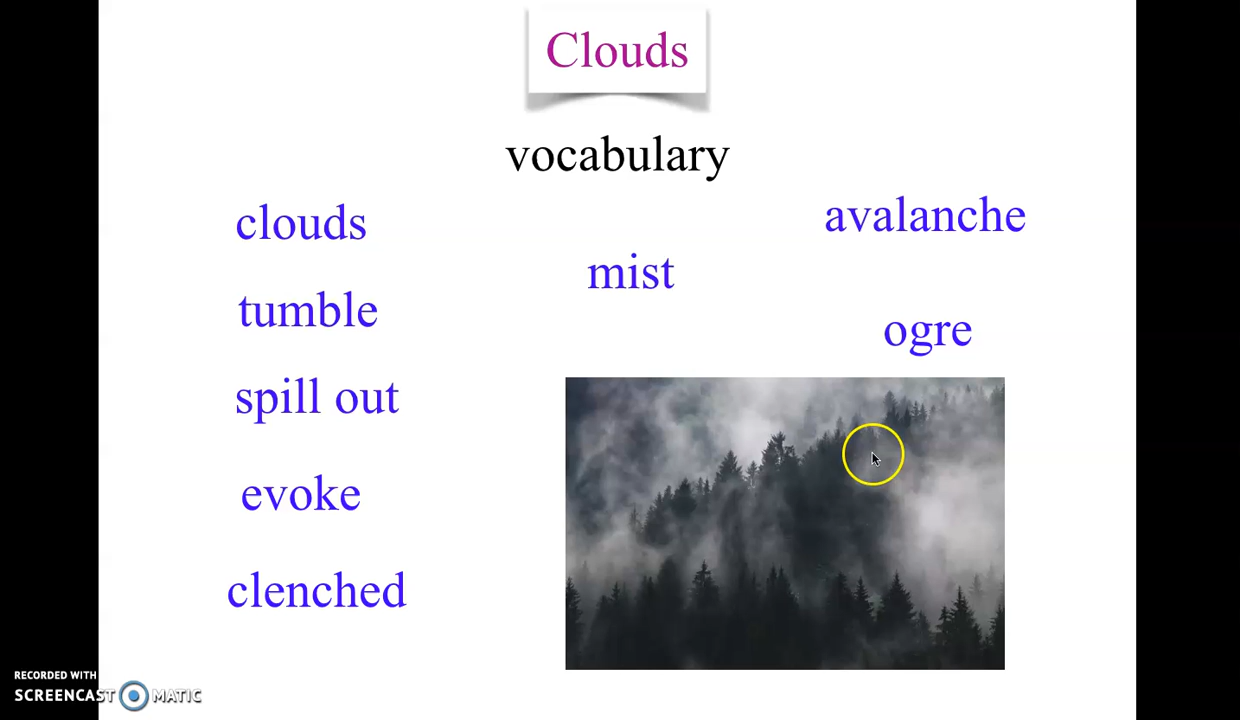 Clouds
vocabulary
clouds
tumble
spill out
evoke
clenched
mist
avalanche
ogre
RECORDED WITH
SCREENCAST MATIC